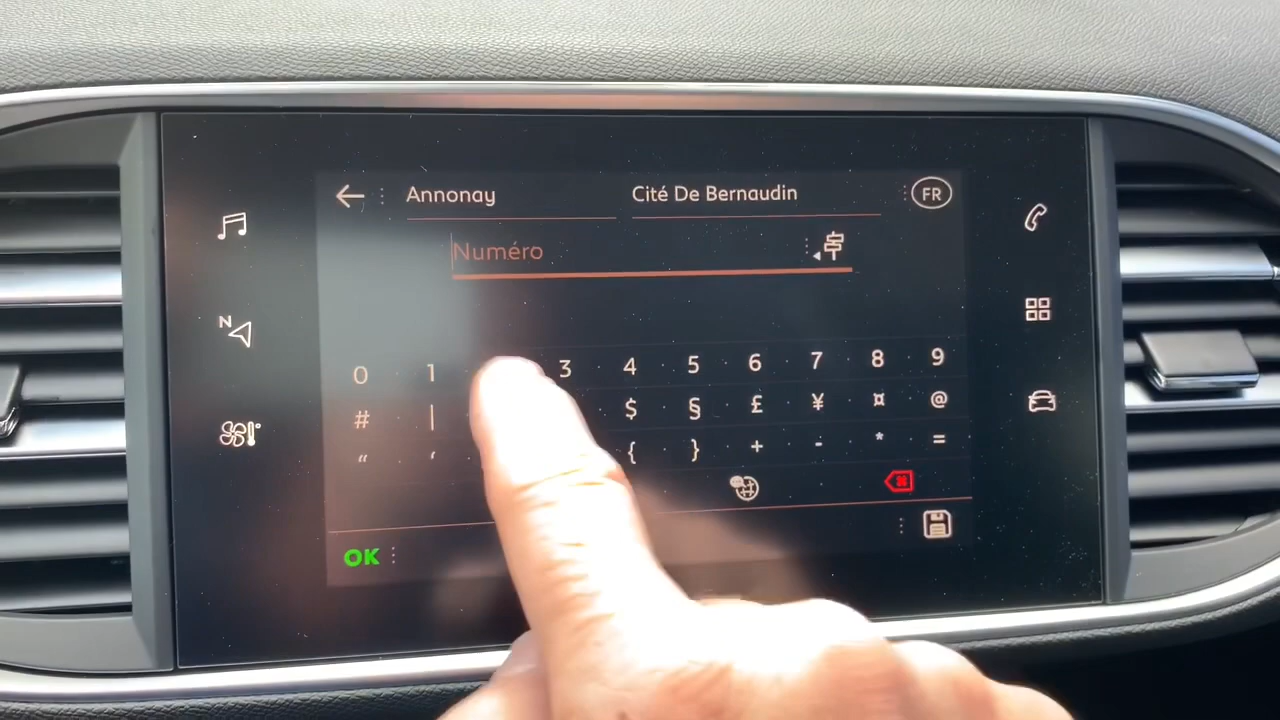 Annonay Cité De Bernaudin FR
Numéro
N
0 1 3 4 5 6 7 8 9
# | $ § £ ¥ ¤ @
“ ‘ { } + - * =
OK